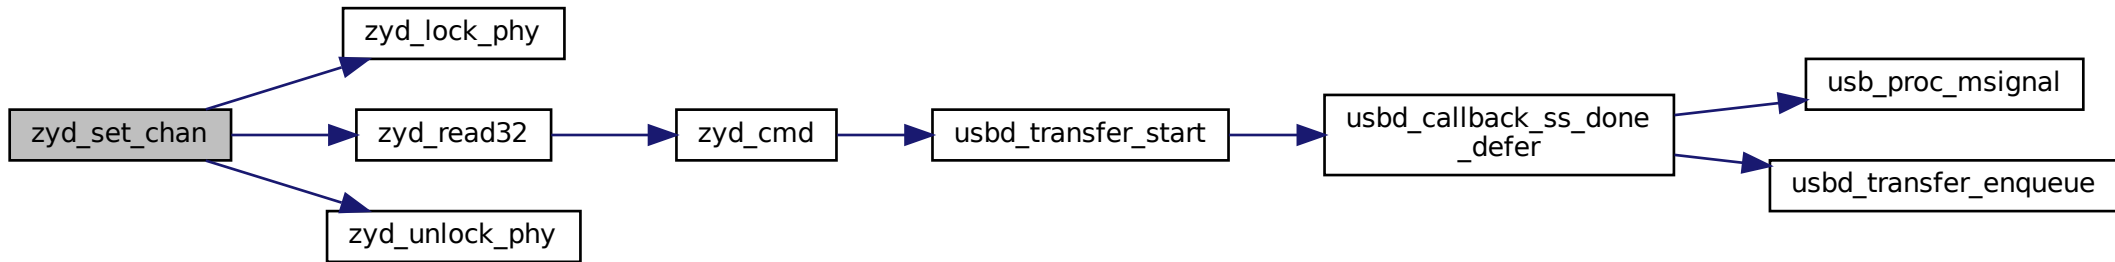 zyd_set_chan
zyd_lock_phy
zyd_read32
zyd_unlock_phy
zyd_cmd
usbd_transfer_start
usbd_callback_ss_done
_defer
usb_proc_msignal
usbd_transfer_enqueue